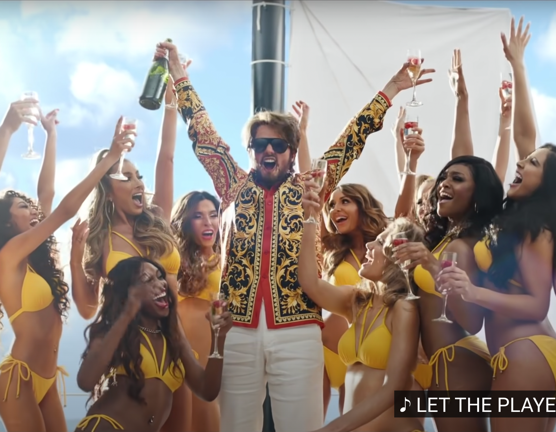 ♪ LET THE PLAYE